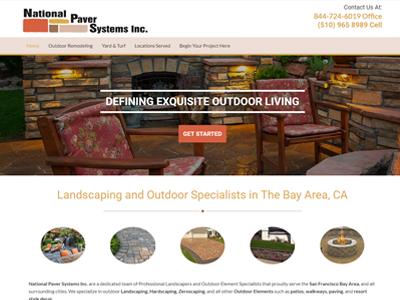 National
Paver
Systems Inc.
Contact Us At:
844-724-6019 Office
(510) 965 8989 Cell
Home Outdoor Remodeling Yard & Turf Locations Served Begin Your Project Here
DEFINING EXQUISITE OUTDOOR LIVING
GET STARTED
Landscaping and Outdoor Specialists in The Bay Area, CA
National Paver Systems Inc. are a dedicated team of Professional Landscapers and Outdoor Element Specialists that proudly serve the San Francisco Bay Area, and all
surrounding cities. We specialize in outdoor Landscaping, Hardscaping, Zeroscaping, and all other Outdoor Elements such as patios, walkways, paving, and resort
style decor.